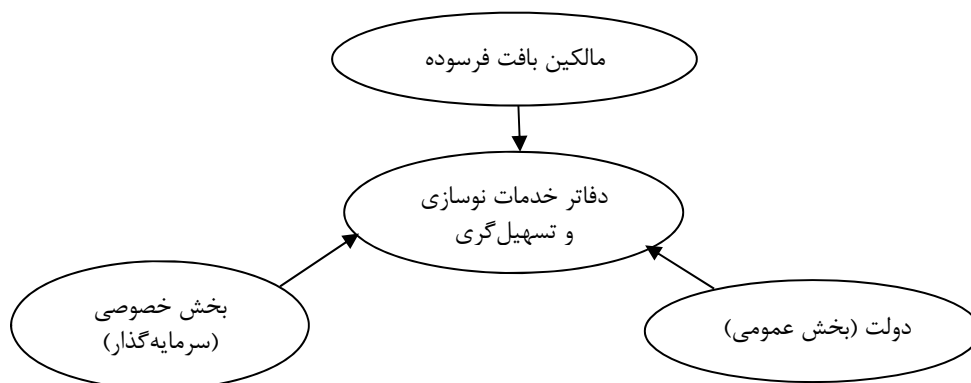 مالکین بافت فرسوده
دفاتر خدمات نوسازی
و تسهیل‌گری
بخش خصوصی
(سرمایه‌گذار)
دولت (بخش عمومی)